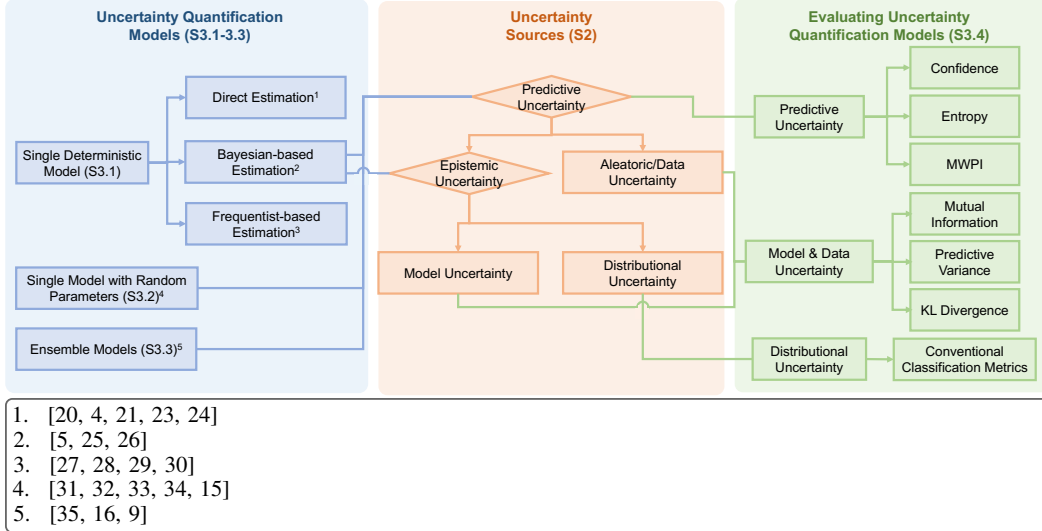 Uncertainty Quantification
Models (S3.1-3.3)
Direct Estimation1
Single Deterministic
Model (S3.1)
Bayesian-based
Estimation2
Frequentist-based
Estimation3
Single Model with Random
Parameters (S3.2)4
Ensemble Models (S3.3)5
Uncertainty
Sources (S2)
Predictive
Uncertainty
Epistemic
Uncertainty
Aleatoric/Data
Uncertainty
Model Uncertainty
Distributional
Uncertainty
Evaluating Uncertainty
Quantification Models (S3.4)
Predictive
Uncertainty
Confidence
Entropy
MWPI
Model & Data
Uncertainty
Mutual
Information
Predictive
Variance
KL Divergence
Distributional
Uncertainty
Conventional
Classification Metrics
1. [20, 4, 21, 23, 24]
2. [5, 25, 26]
3. [27, 28, 29, 30]
4. [31, 32, 33, 34, 15]
5. [35, 16, 9]